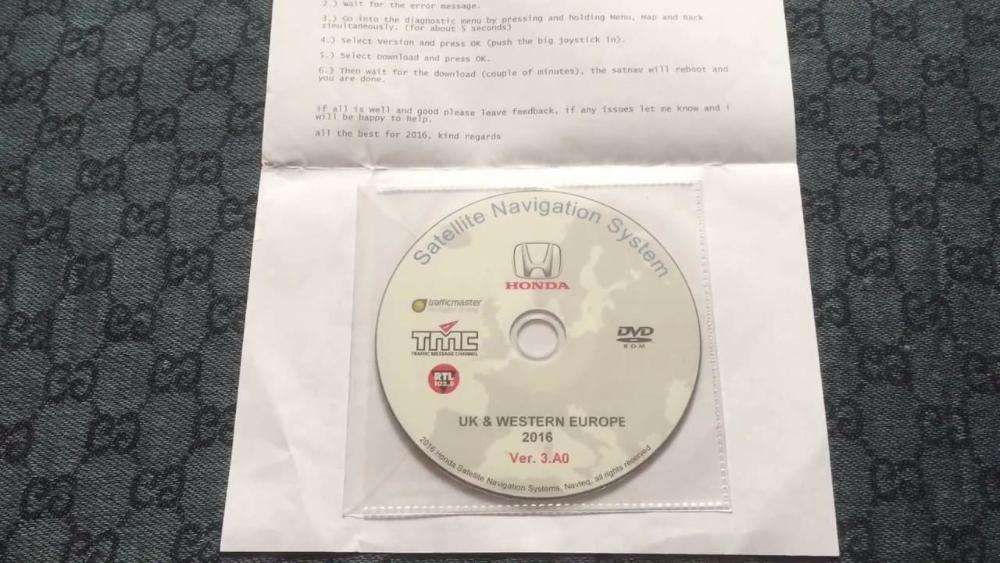 2.) Wait for the error message.
3.) Go into the diagnostic menu by pressing and holding Menu, Map and Back
simultaneously. (for about 5 seconds)
4.) Select Version and press OK (push the big joystick in).
5.) Select Download and press OK.
6.) Then wait for the download (couple of minutes), the satnav will reboot and
you are done.
if all is well and good please leave feedback, if any issues let me know and i
will be happy to help.
all the best for 2016, kind regards
Satellite Navigation System
HONDA
trafficmaster
TMC
TRAFFIC MESSAGE CHANNEL
DVD
ROM
RTL
102.5
UK & WESTERN EUROPE
2016
Ver. 3.A0
2016 Honda Satellite Navigation Systems, Navteq, all rights reserved